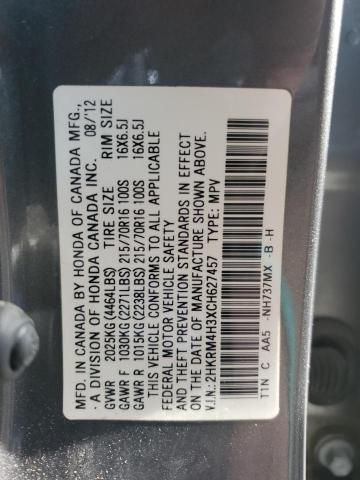 MFD. IN CANADA BY HONDA OF CANADA MFG.,
- A DIVISION OF HONDA CANADA INC. 08/'12
GVWR 2025KG (4464LBS) TIRE SIZE RIM SIZE
GAWR F 1030KG (2271LBS) 215/70R16 100S 16X6.5J
GAWR R 1015KG (2238LBS) 215/70R16 100S 16X6.5J
THIS VEHICLE CONFORMS TO ALL APPLICABLE
FEDERAL MOTOR VEHICLE SAFETY
AND THEFT PREVENTION STANDARDS IN EFFECT
ON THE DATE OF MANUFACTURE SHOWN ABOVE.
V.I.N.: 2HKRM4H3XCH627457 TYPE: MPV
T1N C AA5 -NH737MX -B -H